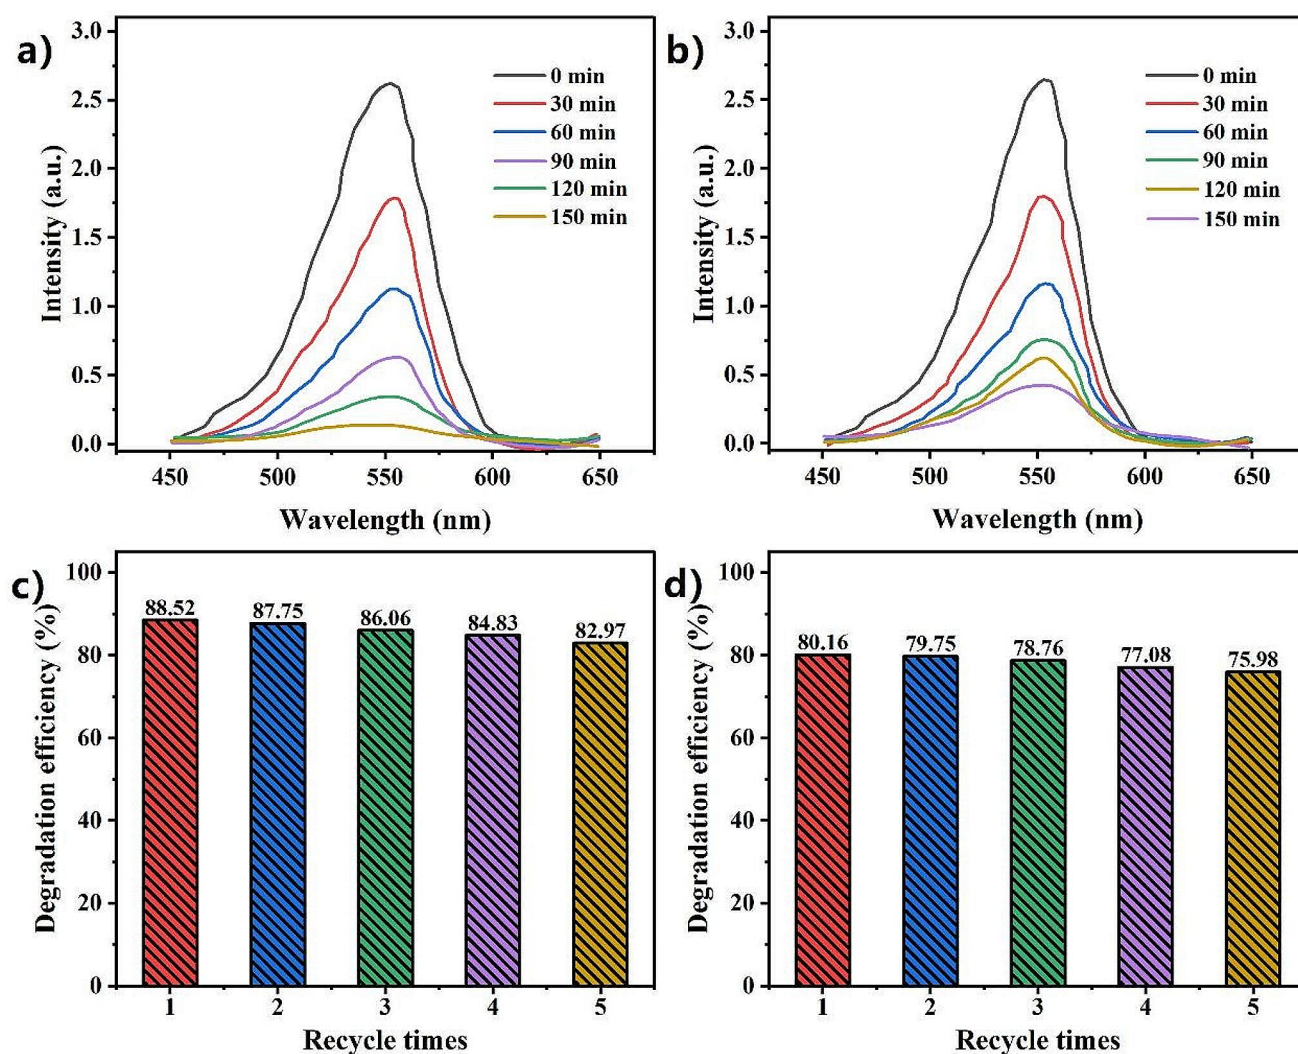 a)
3.0
2.5
2.0
1.5
1.0
0.5
0.0
Intensity (a.u.)
0 min
30 min
60 min
90 min
120 min
150 min
450 500 550 600 650
Wavelength (nm)
b)
3.0
2.5
2.0
1.5
1.0
0.5
0.0
Intensity (a.u.)
0 min
30 min
60 min
90 min
120 min
150 min
450 500 550 600 650
Wavelength (nm)
c)
100
80
60
40
20
0
Degradation efficiency (%)
88.52 87.75 86.06 84.83 82.97
1 2 3 4 5
Recycle times
d)
100
80
60
40
20
0
Degradation efficiency (%)
80.16 79.75 78.76 77.08 75.98
1 2 3 4 5
Recycle times